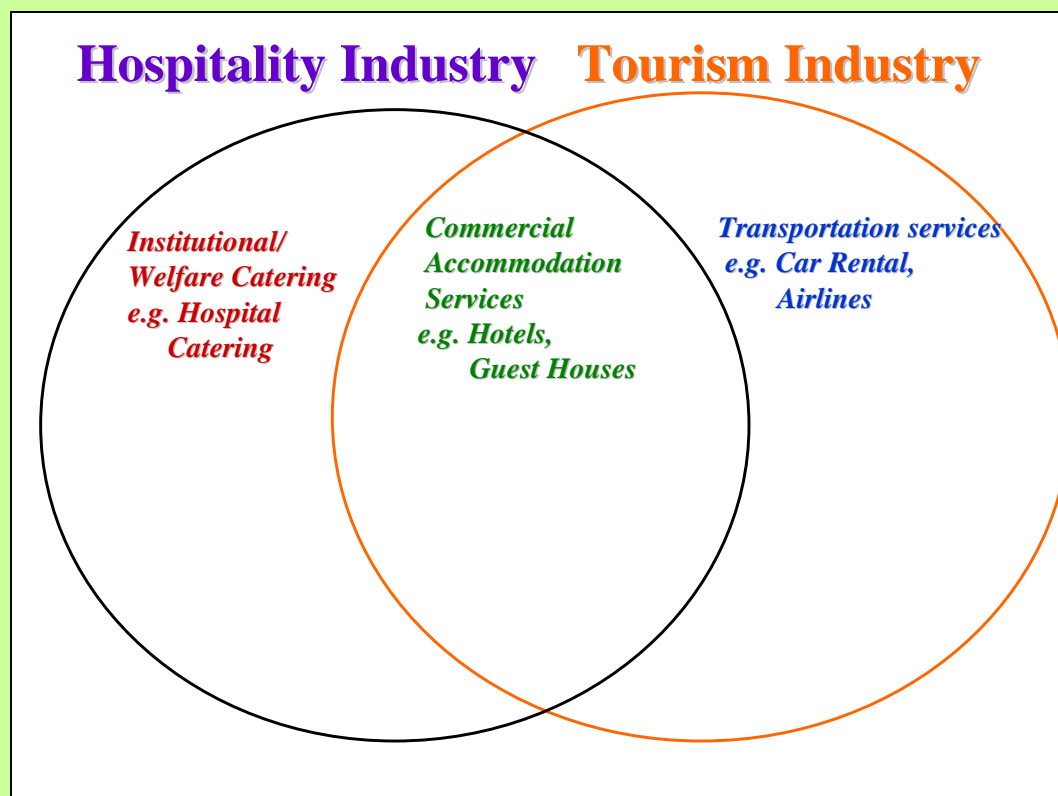 Hospitality Industry Tourism Industry
Institutional/
Welfare Catering
e.g. Hospital
Catering
Commercial
Accommodation
Services
e.g. Hotels,
Guest Houses
Transportation services
e.g. Car Rental,
Airlines